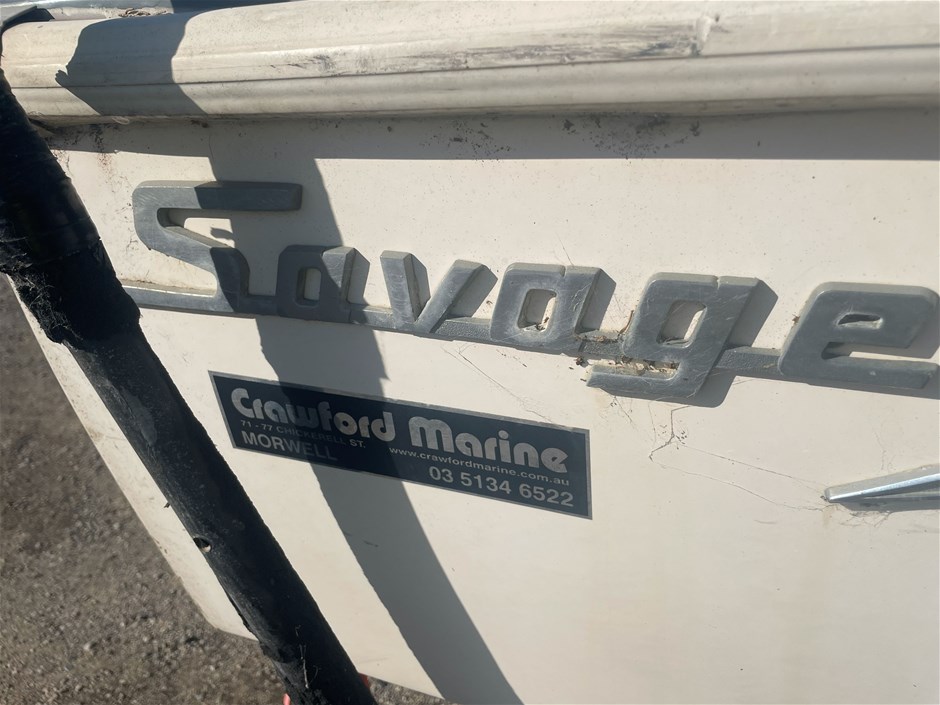 Savage
Crawford Marine
71 - 77 CHICKERELL ST.
www.crawfordmarine.com.au
MORWELL
03 5134 6522